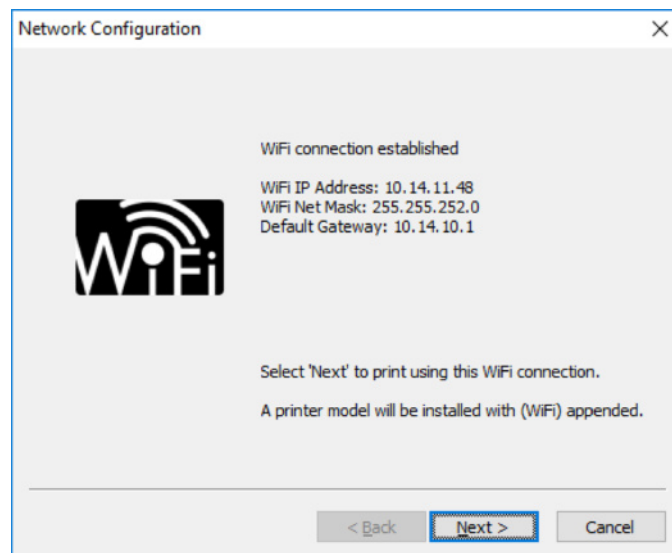 Network Configuration
WiFi connection established
WiFi IP Address: 10.14.11.48
WiFi Net Mask: 255.255.252.0
Default Gateway: 10.14.10.1
WiFi
Select 'Next' to print using this WiFi connection.
A printer model will be installed with (WiFi) appended.
< Back
Next >
Cancel